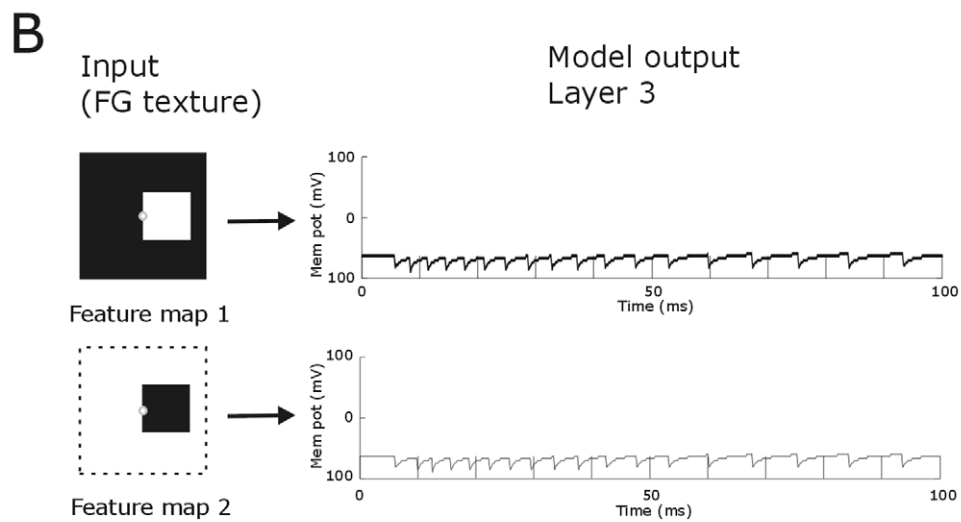 B
Input
(FG texture)
Model output
Layer 3
Feature map 1
Mem pot (mV)
100
0
100
0
50
100
Time (ms)
Feature map 2
Mem pot (mV)
100
0
100
0
50
100
Time (ms)